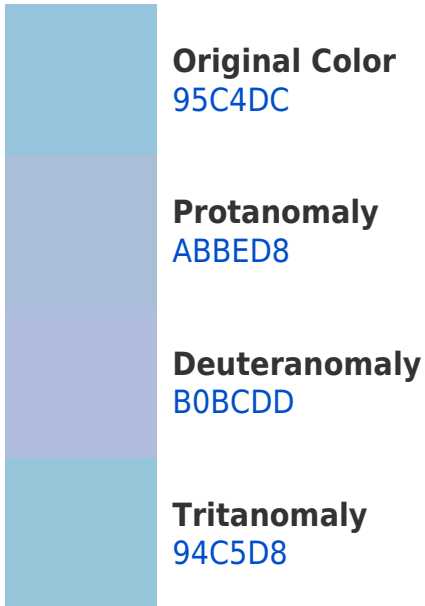 Original Color
95C4DC
Protanomaly
ABBED8
Deuteranomaly
B0BCDD
Tritanomaly
94C5D8